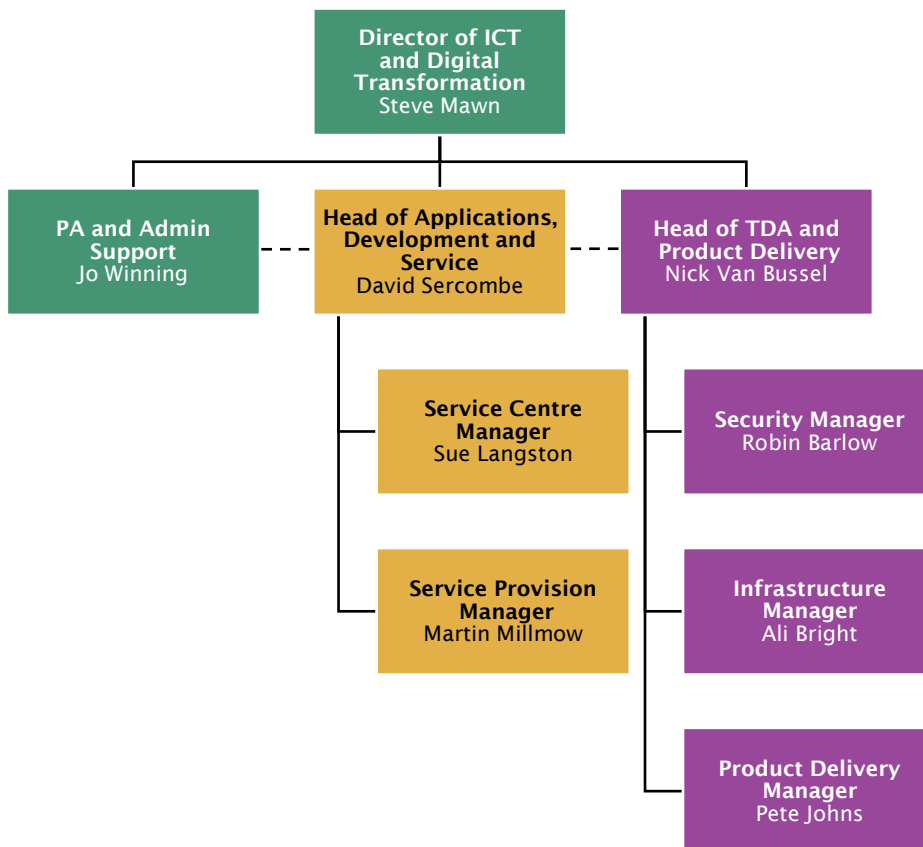 Director of ICT
and Digital
Transformation
Steve Mawn
PA and Admin
Support
Jo Winning
Head of Applications,
Development and
Service
David Sercombe
Head of TDA and
Product Delivery
Nick Van Bussel
Service Centre
Manager
Sue Langston
Service Provision
Manager
Martin Millmow
Security Manager
Robin Barlow
Infrastructure
Manager
Ali Bright
Product Delivery
Manager
Pete Johns